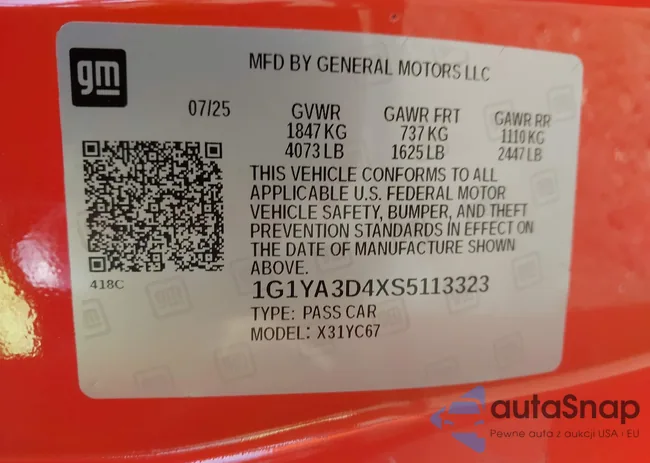 gm
MFD BY GENERAL MOTORS LLC
07/25 GVWR GAWR FRT GAWR RR
1847 KG 737 KG 1110 KG
4073 LB 1625 LB 2447 LB
THIS VEHICLE CONFORMS TO ALL
APPLICABLE U.S. FEDERAL MOTOR
VEHICLE SAFETY, BUMPER, AND THEFT
PREVENTION STANDARDS IN EFFECT ON
THE DATE OF MANUFACTURE SHOWN
ABOVE.
418C
1G1YA3D4XS5113323
TYPE: PASS CAR
MODEL: X31YC67
autaSnap
Pewne auta z aukcji USA · EU